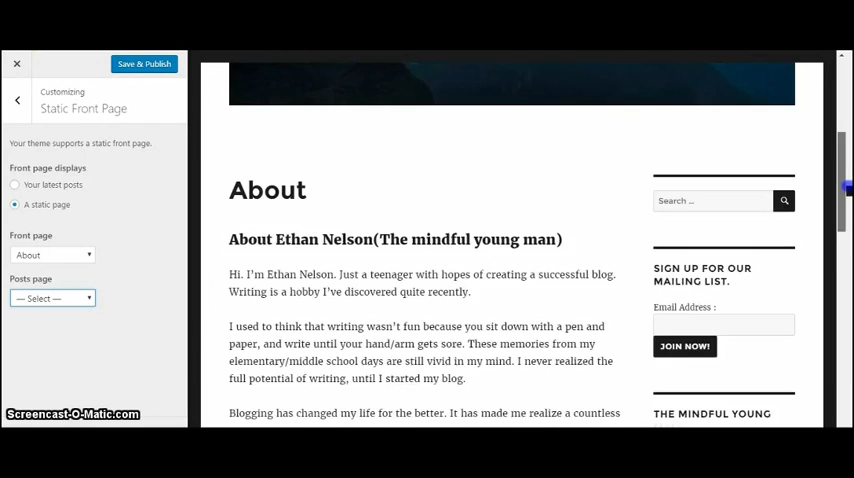 Save & Publish
Customizing
Static Front Page
Your theme supports a static front page.
Front page displays
Your latest posts
A static page
Front page
About
Posts page
— Select —
Screencast-O-Matic.com
About
About Ethan Nelson(The mindful young man)
Hi. I'm Ethan Nelson. Just a teenager with hopes of creating a successful blog.
Writing is a hobby I've discovered quite recently.
I used to think that writing wasn't fun because you sit down with a pen and
paper, and write until your hand/arm gets sore. These memories from my
elementary/middle school days are still vivid in my mind. I never realized the
full potential of writing, until I started my blog.
Blogging has changed my life for the better. It has made me realize a countless
Search ...
SIGN UP FOR OUR
MAILING LIST.
Email Address :
JOIN NOW!
THE MINDFUL YOUNG